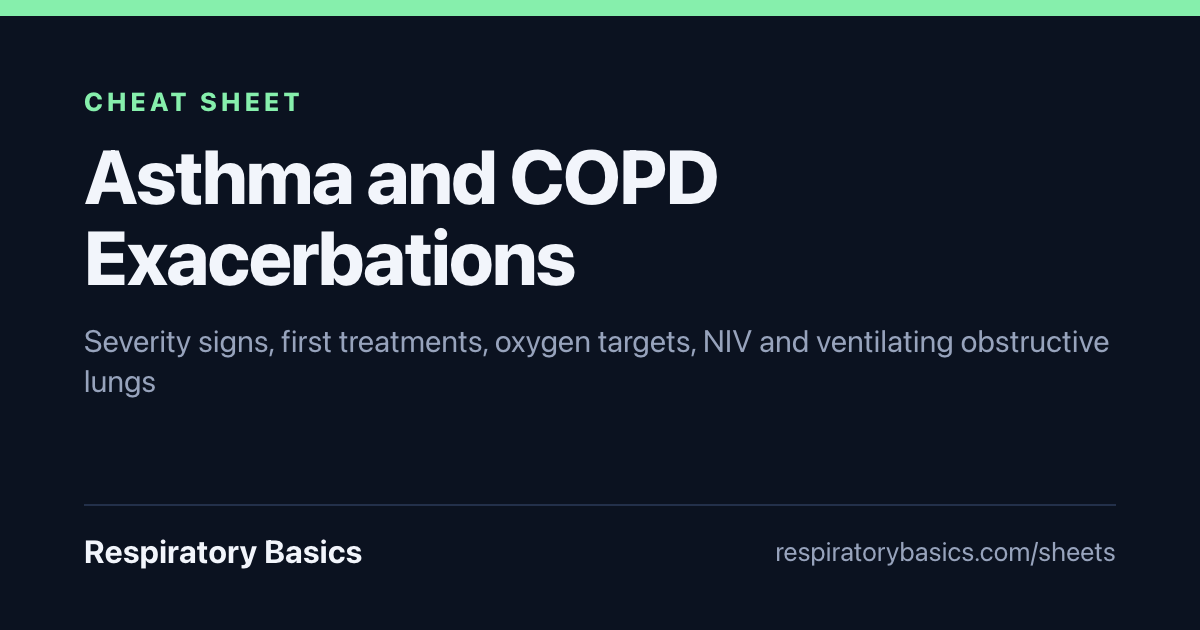 CHEAT SHEET
Asthma and COPD
Exacerbations
Severity signs, first treatments, oxygen targets, NIV and ventilating obstructive
lungs
Respiratory Basics
respiratorybasics.com/sheets